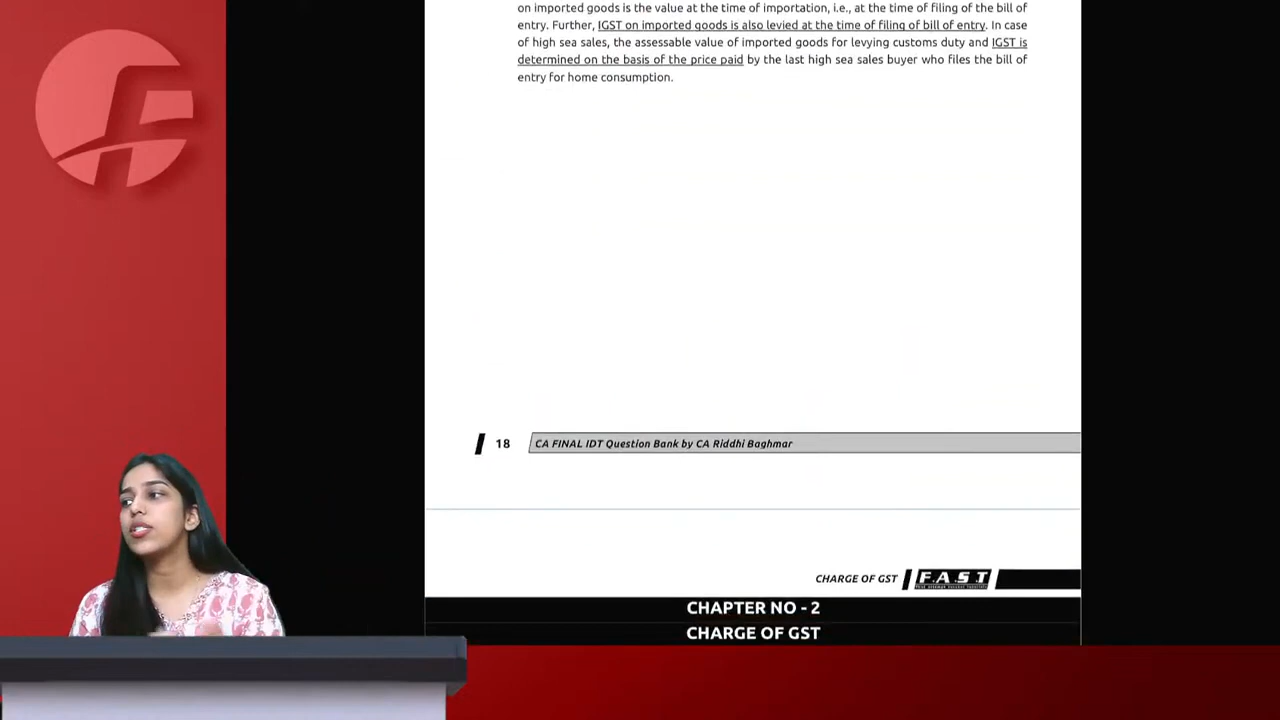 on imported goods is the value at the time of importation, i.e., at the time of filing of the bill of
entry. Further, IGST on imported goods is also levied at the time of filing of bill of entry. In case
of high sea sales, the assessable value of imported goods for levying customs duty and IGST is
determined on the basis of the price paid by the last high sea sales buyer who files the bill of
entry for home consumption.
18
CA FINAL IDT Question Bank by CA Riddhi Baghmar
CHARGE OF GST
F.A.S.T
CHAPTER NO - 2
CHARGE OF GST